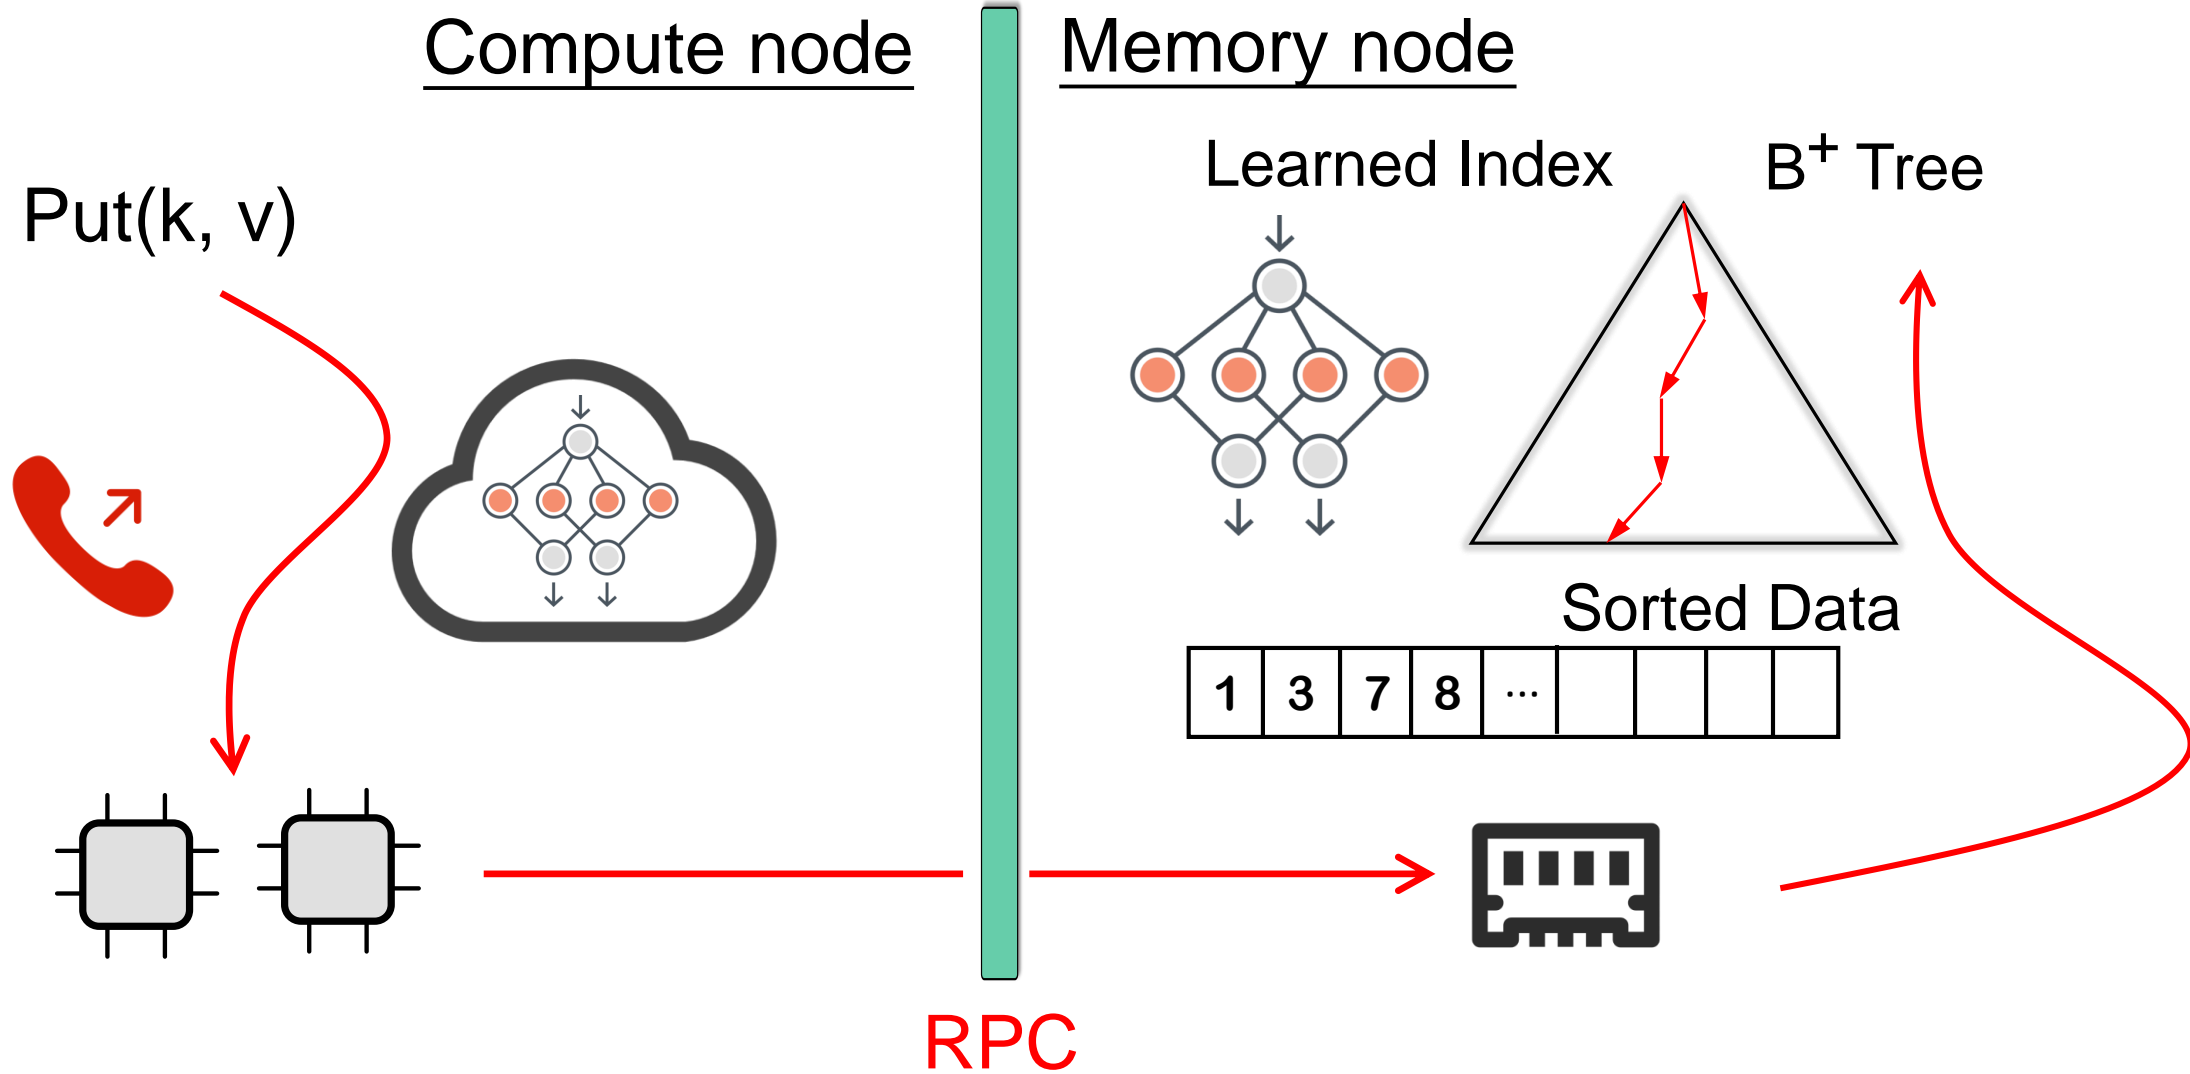 Compute node
Memory node
Learned Index
B+ Tree
Put(k, v)
Sorted Data
1 3 7 8 ...
RPC